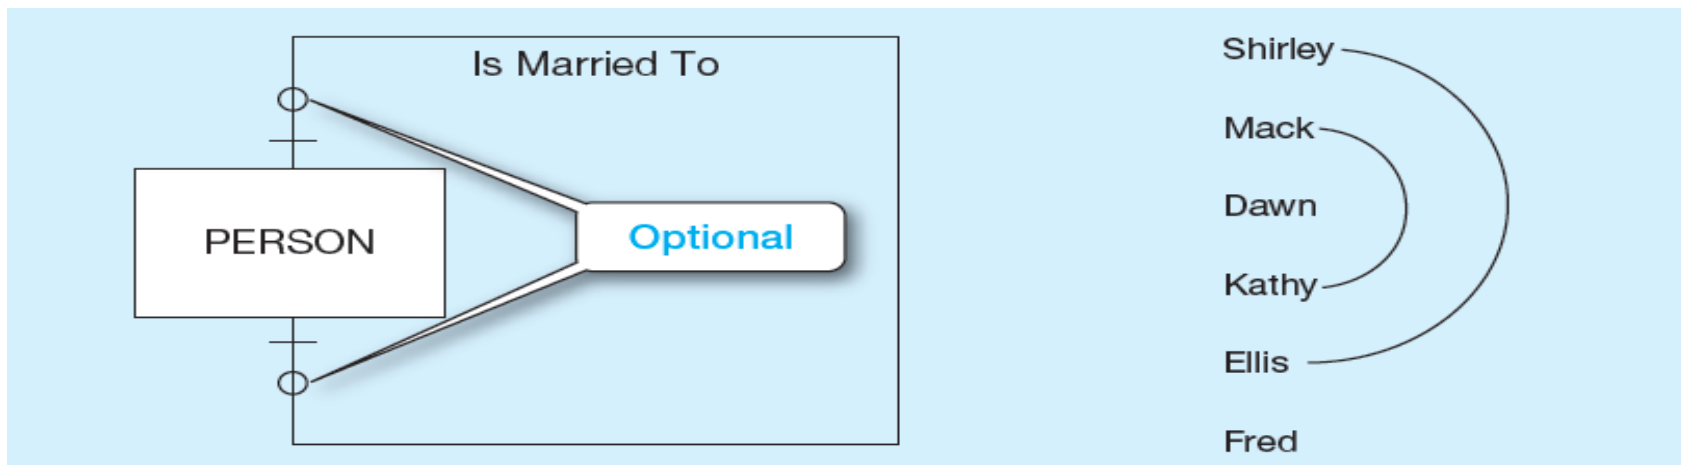 Is Married To
PERSON
Optional
Shirley
Mack
Dawn
Kathy
Ellis
Fred